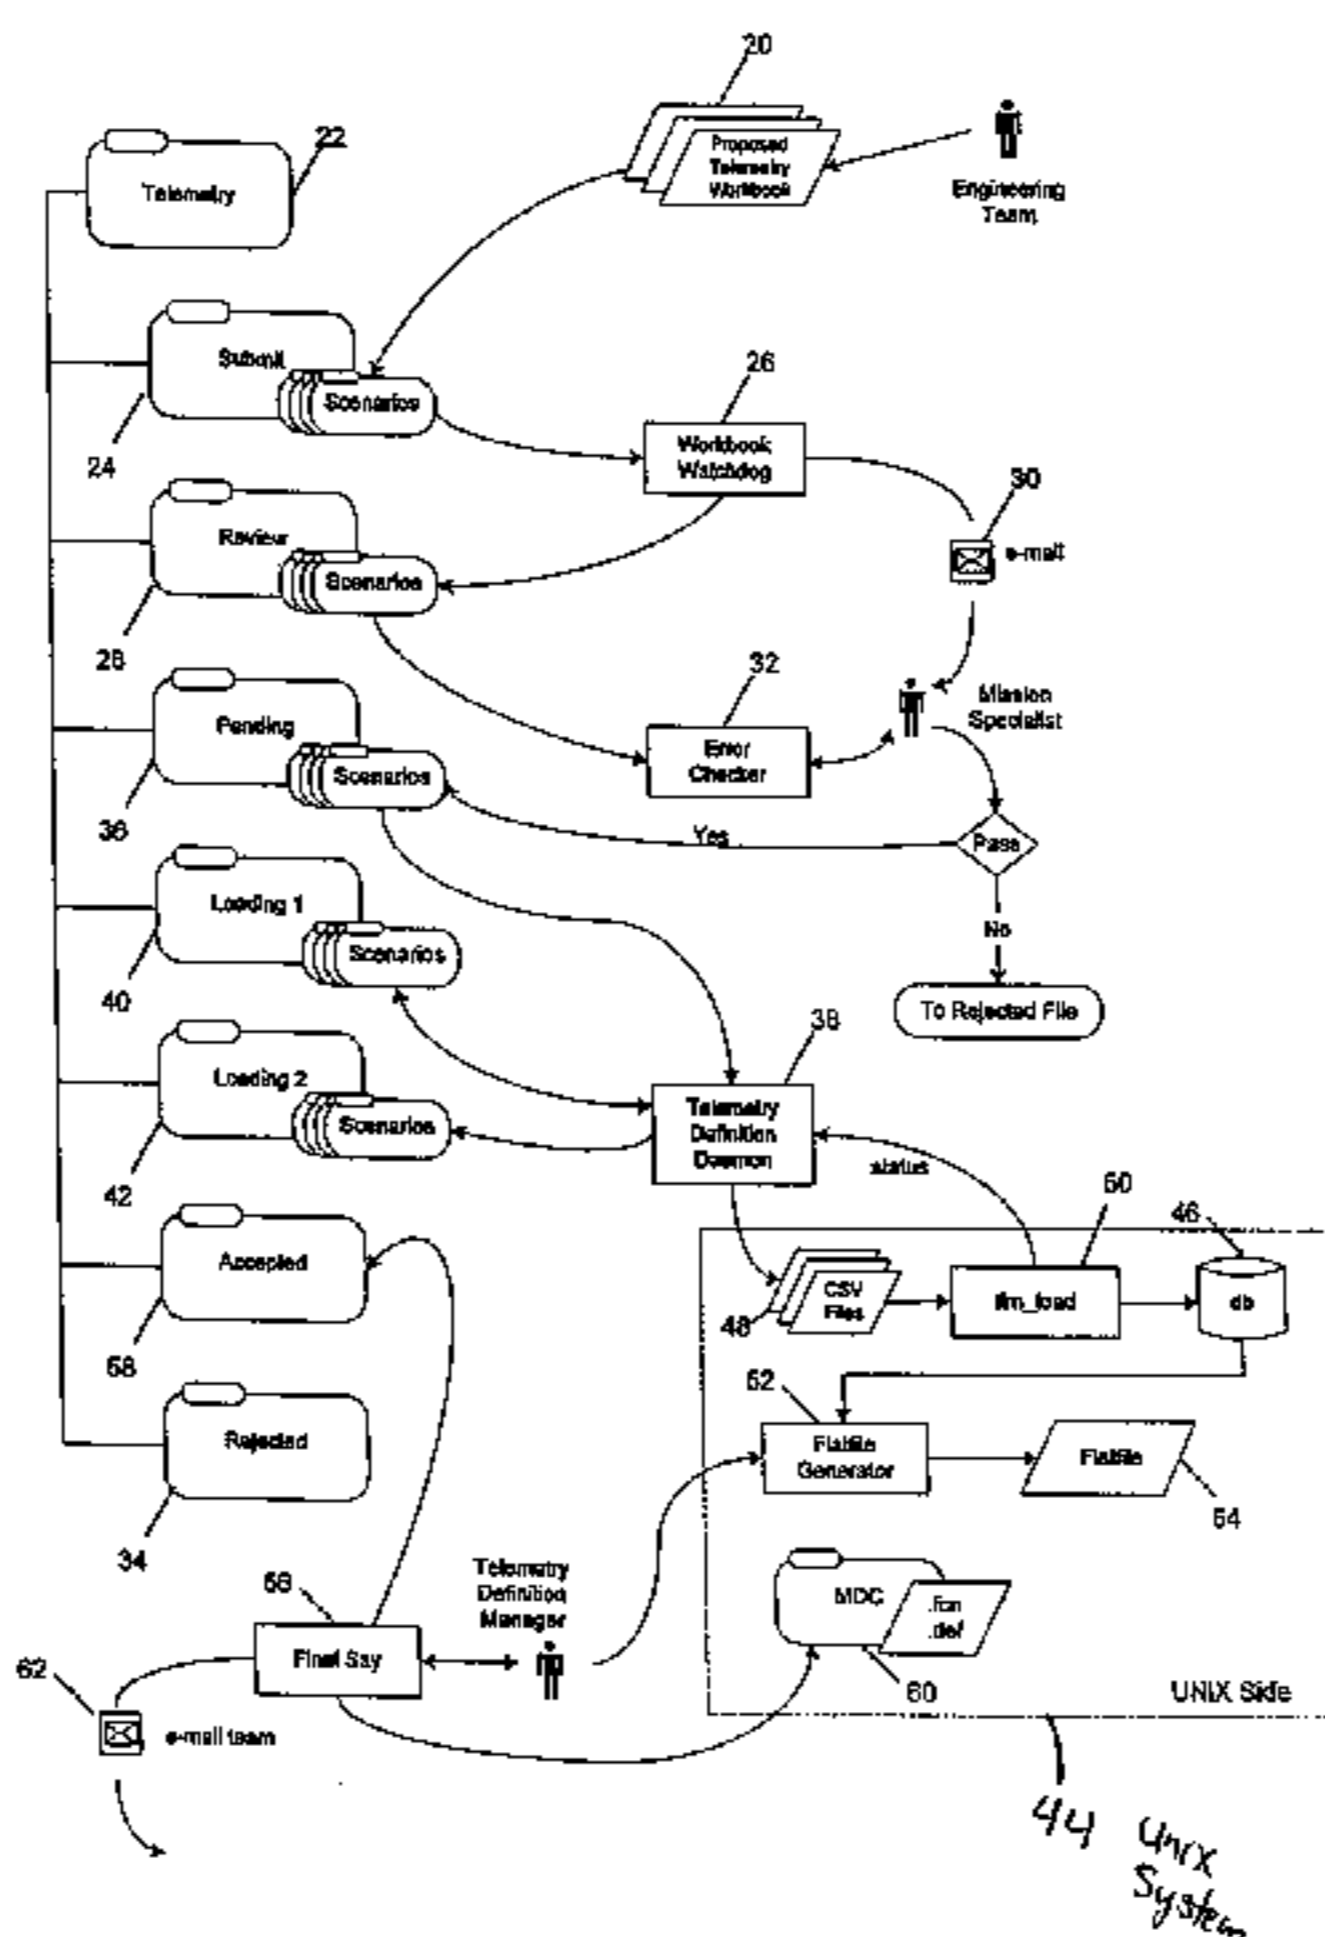 20
22
Proposed
Telemetry
Workbook
Engineering
Team
Telemetry
Submit
Scenarios
24
26
Workbook
Watchdog
30
e-mail
Review
Scenarios
28
32
Mission
Specialist
Error
Checker
Pending
Scenarios
36
Yes
Pass
No
Loading 1
Scenarios
40
To Rejected File
38
Loading 2
Scenarios
42
Telemetry
Definition
Daemon
status
50
46
Accepted
58
CSV
Files
48
tlm_load
db
52
Rejected
34
Flatfile
Generator
Flatfile
54
56
Telemetry
Definition
Manager
Final Say
MDC
.fcn
.def
60
62
e-mail team
UNIX Side
44
Unix
System